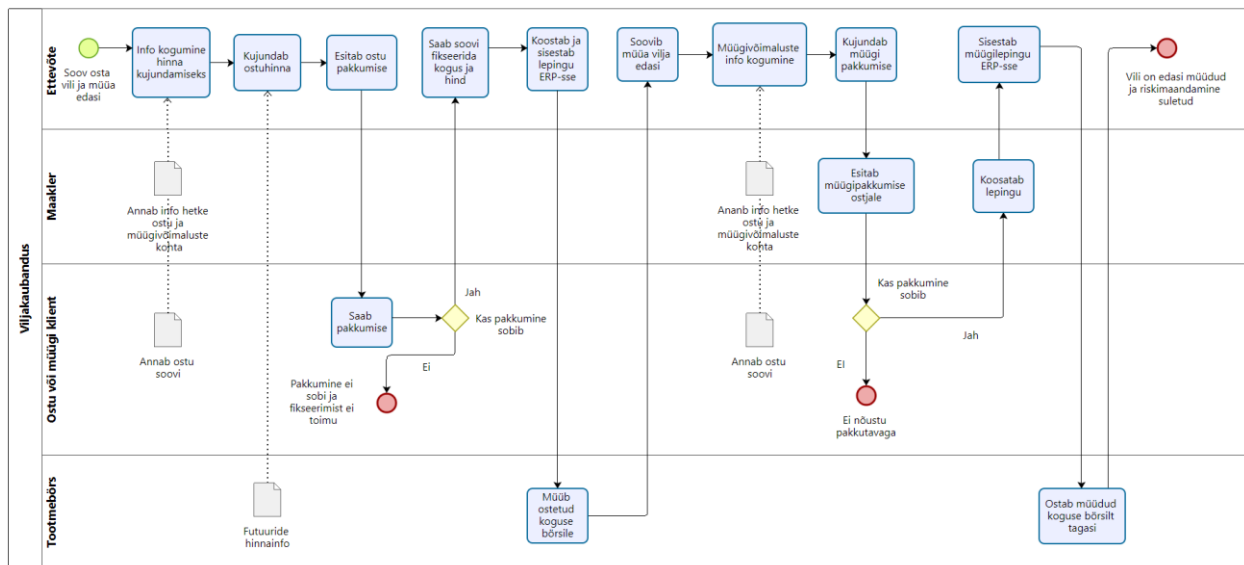 Viljakaubandus
Ettevõte
Soov osta
vili ja müüa
edasi
Info kogumine
hinna
kujundamiseks
Kujundab
ostuhinna
Esitab ostu
pakkumise
Saab soovi
fikseerida
kogus ja
hind
Koostab ja
sisestab
lepingu
ERP-sse
Soovib
müüa vilja
edasi
Müügivõimaluste
info kogumine
Kujundab
müügi
pakkumise
Sisestab
müügilepingu
ERP-sse
Vili on edasi müüdud
ja riskimaandamine
suletud
Maakler
Annab info hetke
ostu ja
müügivõimaluste
kohta
Ananb info hetke
ostu ja
müügivõimaluste
kohta
Esitab
müügipakkumise
ostjale
Koosatab
lepingu
Ostu või müügi klient
Annab ostu
soovi
Saab
pakkumise
Jah
Kas pakkumine
sobib
Ei
Pakkumine ei
sobi ja
fikseerimist ei
toimu
Annab ostu
soovi
Kas pakkumine
sobib
Jah
EI
Ei nõustu
pakkutavaga
Tootmebörs
Futuuride
hinnainfo
Müüb
ostetud
koguse
börsile
Ostab müüdud
koguse börsilt
tagasi